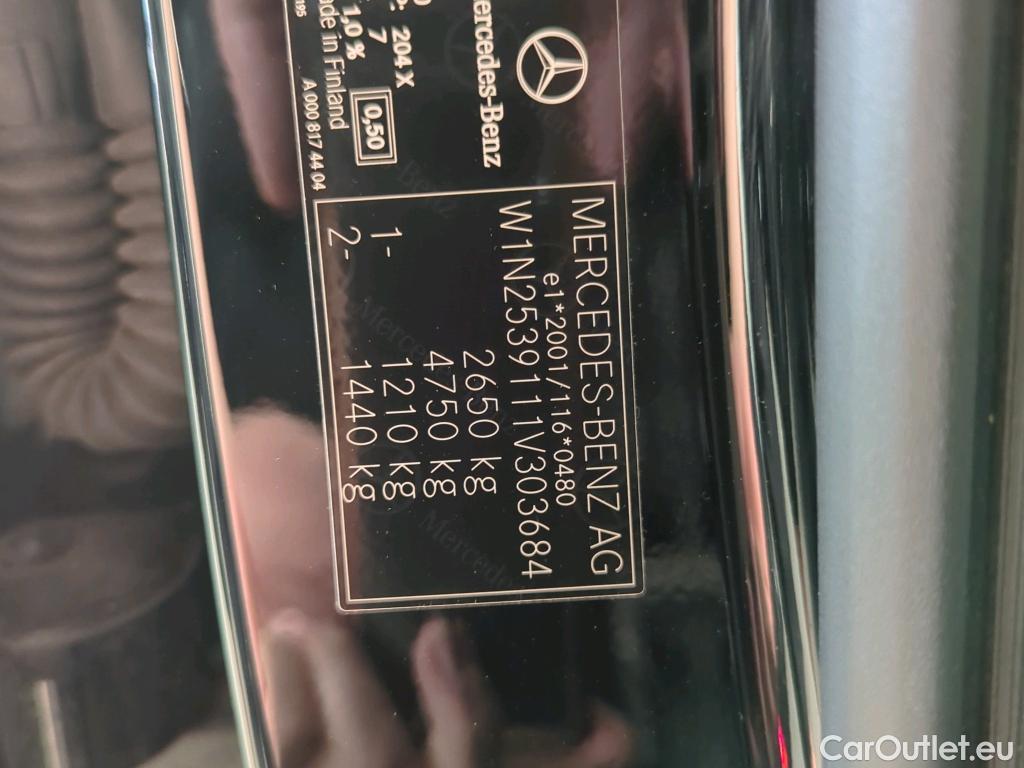 Mercedes-Benz
204 X
7
1,0 %
0,50
Made in Finland
A 000 817 44 04
MERCEDES-BENZ AG
e1*2001/116*0480
W1N2539111V303684
2650 kg
4750 kg
1- 1210 kg
2- 1440 kg
CarOutlet.eu